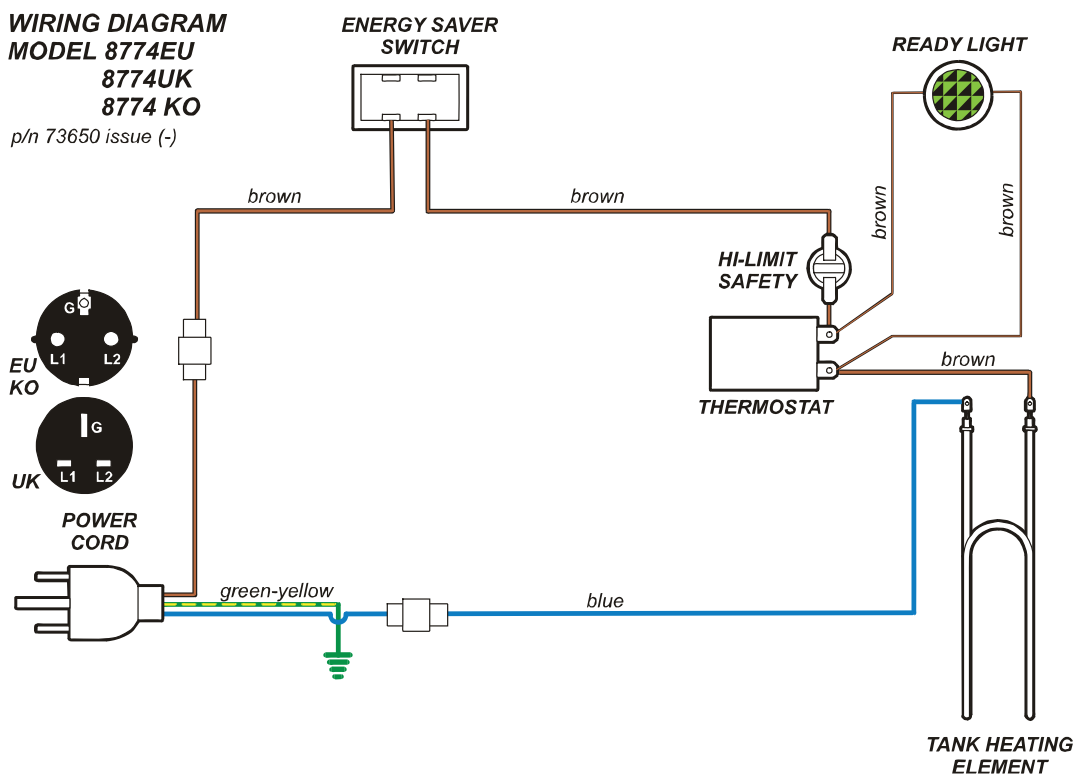 WIRING DIAGRAM
MODEL 8774EU
8774UK
8774 KO
p/n 73650 issue (-)
ENERGY SAVER
SWITCH
READY LIGHT
brown
brown
brown
brown
HI-LIMIT
SAFETY
G
L1 L2
EU
KO
THERMOSTAT
brown
G
L1 L2
UK
POWER
CORD
green-yellow
blue
TANK HEATING
ELEMENT